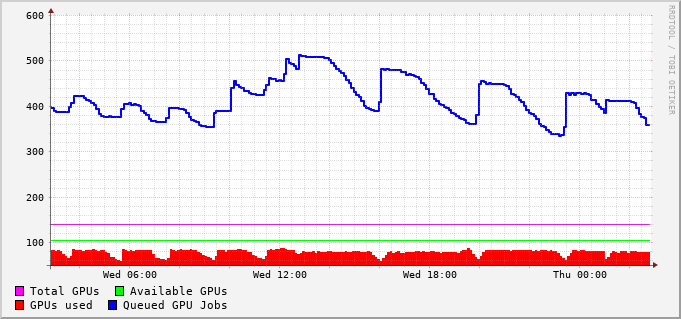 600
500
400
300
200
100
Wed 06:00 Wed 12:00 Wed 18:00 Thu 00:00
Total GPUs Available GPUs
GPUs used Queued GPU Jobs
RRDTOOL / TOBI OETIKER